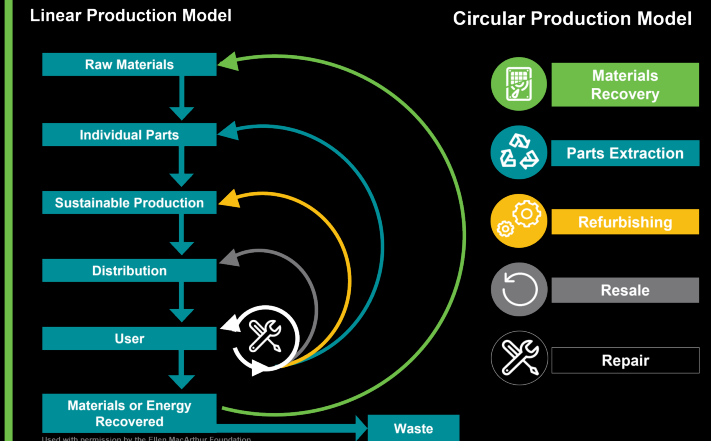 Linear Production Model
Circular Production Model
Raw Materials
Individual Parts
Sustainable Production
Distribution
User
Materials or Energy
Recovered
Waste
Materials
Recovery
Parts Extraction
Refurbishing
Resale
Repair
Used with permission by the Ellen MacArthur Foundation